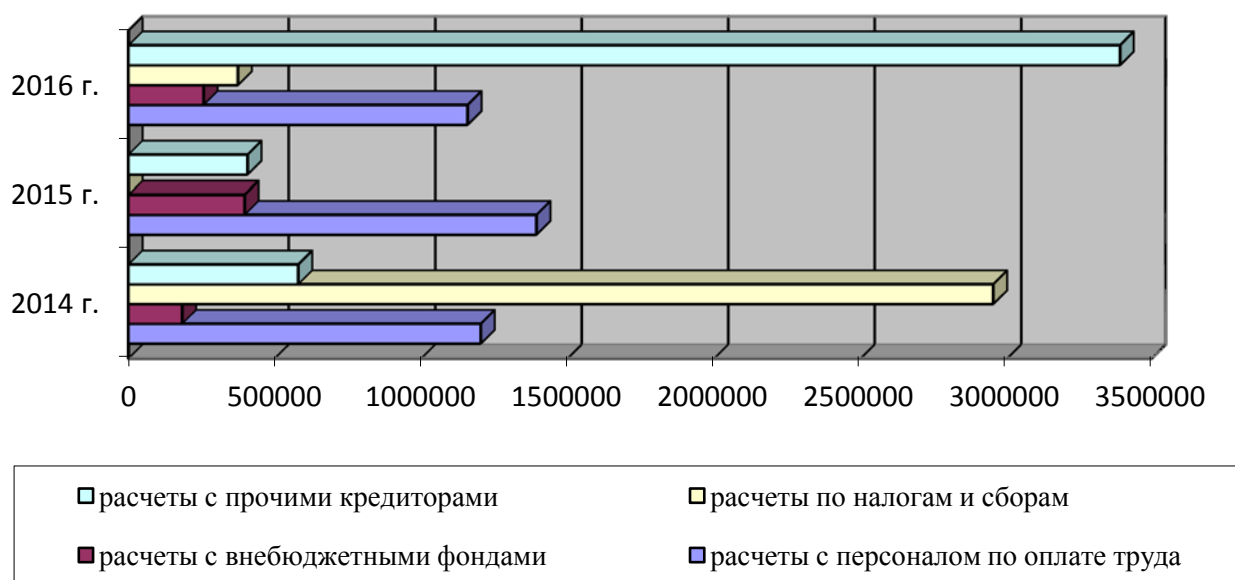 2016 г.
2015 г.
2014 г.
0 500000 1000000 1500000 2000000 2500000 3000000 3500000
расчеты с прочими кредиторами расчеты по налогам и сборам
расчеты с внебюджетными фондами расчеты с персоналом по оплате труда